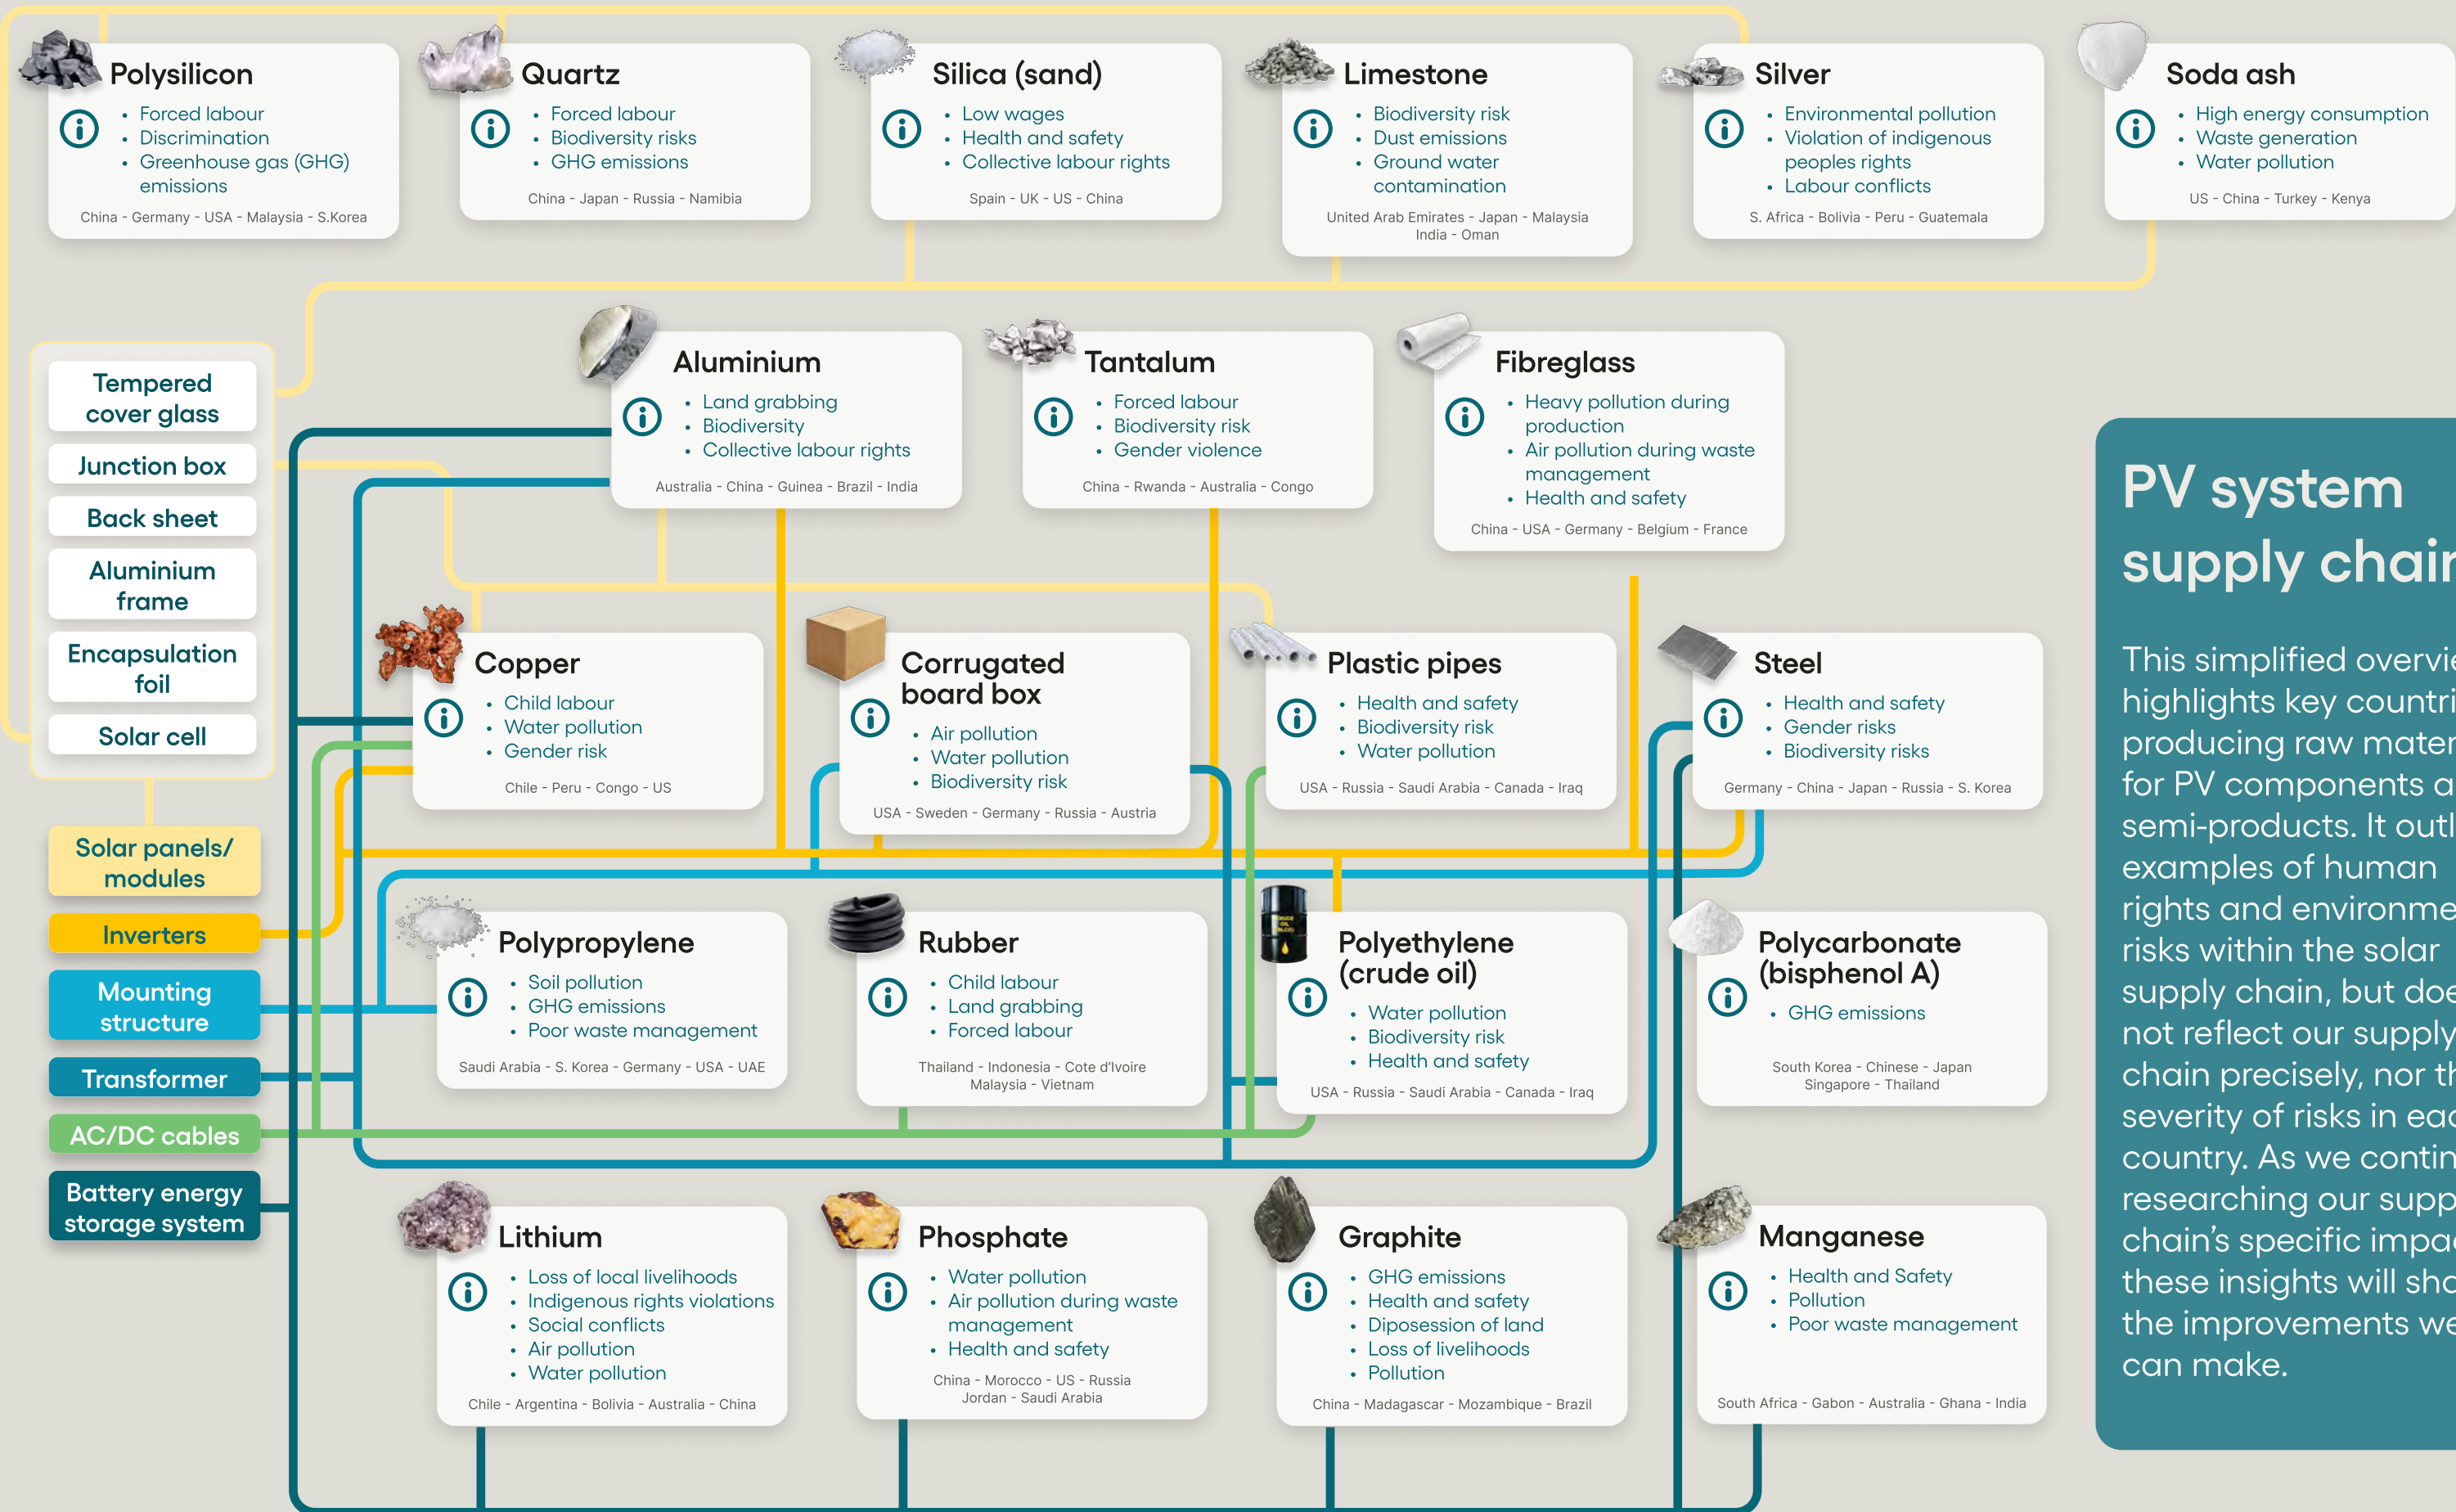 Polysilicon
• Forced labour
• Discrimination
• Greenhouse gas (GHG)
emissions
China - Germany - USA - Malaysia - S.Korea
Quartz
• Forced labour
• Biodiversity risks
• GHG emissions
China - Japan - Russia - Namibia
Silica (sand)
• Low wages
• Health and safety
• Collective labour rights
Spain - UK - US - China
Limestone
• Biodiversity risk
• Dust emissions
• Ground water
contamination
United Arab Emirates - Japan - Malaysia
India - Oman
Silver
• Environmental pollution
• Violation of indigenous
peoples rights
• Labour conflicts
S. Africa - Bolivia - Peru - Guatemala
Soda ash
• High energy consumption
• Waste generation
• Water pollution
US - China - Turkey - Kenya
Tempered
cover glass
Junction box
Back sheet
Aluminium
frame
Encapsulation
foil
Solar cell
Solar panels/
modules
Inverters
Mounting
structure
Transformer
AC/DC cables
Battery energy
storage system
Aluminium
• Land grabbing
• Biodiversity
• Collective labour rights
Australia - China - Guinea - Brazil - India
Tantalum
• Forced labour
• Biodiversity risk
• Gender violence
China - Rwanda - Australia - Congo
Fibreglass
• Heavy pollution during
production
• Air pollution during waste
management
• Health and safety
China - USA - Germany - Belgium - France
Copper
• Child labour
• Water pollution
• Gender risk
Chile - Peru - Congo - US
Corrugated
board box
• Air pollution
• Water pollution
• Biodiversity risk
USA - Sweden - Germany - Russia - Austria
Plastic pipes
• Health and safety
• Biodiversity risk
• Water pollution
USA - Russia - Saudi Arabia - Canada - Iraq
Steel
• Health and safety
• Gender risks
• Biodiversity risks
Germany - China - Japan - Russia - S. Korea
Polypropylene
• Soil pollution
• GHG emissions
• Poor waste management
Saudi Arabia - S. Korea - Germany - USA - UAE
Rubber
• Child labour
• Land grabbing
• Forced labour
Thailand - Indonesia - Cote d'Ivoire
Malaysia - Vietnam
CRUDE
OIL
Polyethylene
(crude oil)
• Water pollution
• Biodiversity risk
• Health and safety
USA - Russia - Saudi Arabia - Canada - Iraq
Polycarbonate
(bisphenol A)
• GHG emissions
South Korea - Chinese - Japan
Singapore - Thailand
Lithium
• Loss of local livelihoods
• Indigenous rights violations
• Social conflicts
• Air pollution
• Water pollution
Chile - Argentina - Bolivia - Australia - China
Phosphate
• Water pollution
• Air pollution during waste
management
• Health and safety
China - Morocco - US - Russia
Jordan - Saudi Arabia
Graphite
• GHG emissions
• Health and safety
• Diposession of land
• Loss of livelihoods
• Pollution
China - Madagascar - Mozambique - Brazil
Manganese
• Health and Safety
• Pollution
• Poor waste management
South Africa - Gabon - Australia - Ghana - India
PV system
supply chain
This simplified overvie
highlights key countri
producing raw mater
for PV components a
semi-products. It outl
examples of human
rights and environme
risks within the solar
supply chain, but doe
not reflect our supply
chain precisely, nor th
severity of risks in eac
country. As we contin
researching our supp
chain's specific impac
these insights will sha
the improvements we
can make.